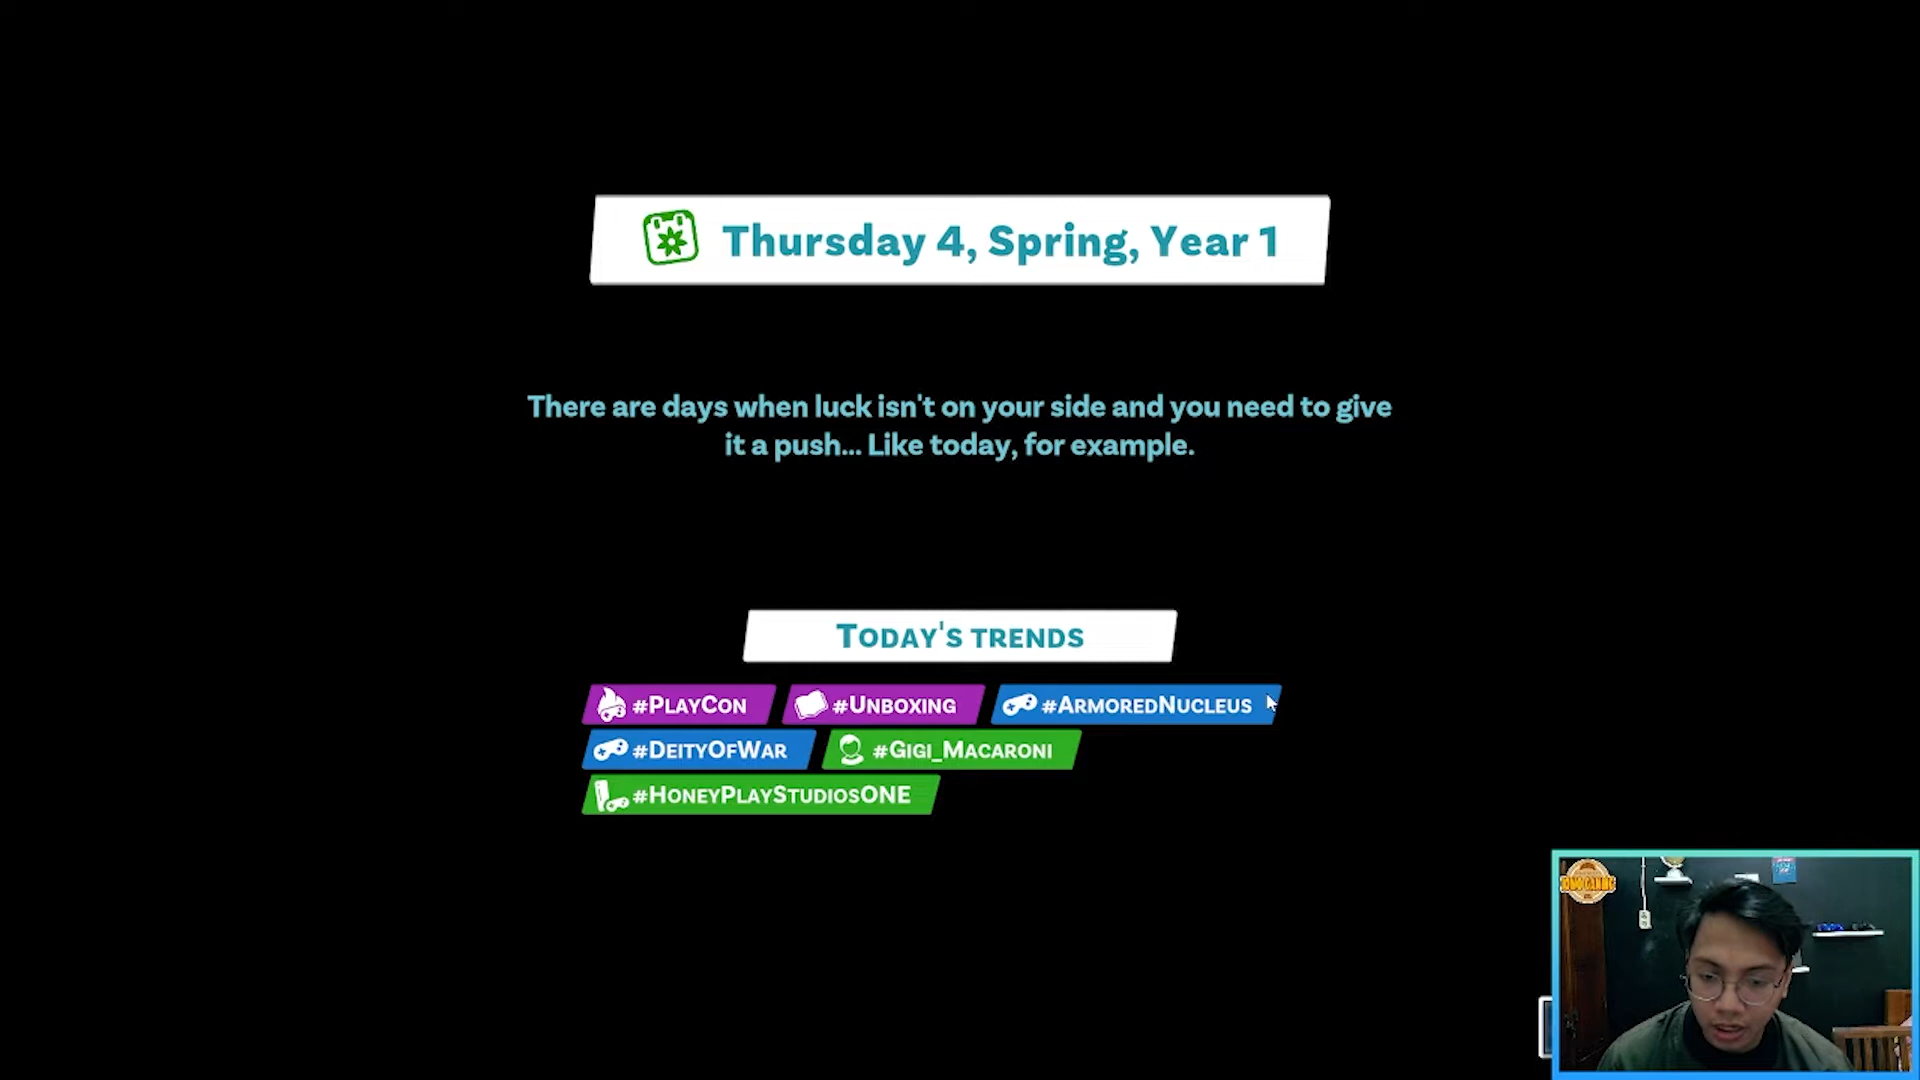 Thursday 4, Spring, Year 1
There are days when luck isn't on your side and you need to give
it a push... Like today, for example.
TODAY'S TRENDS
#PLAYCON #UNBOXING #ARMOREDNUCLEUS
#DEITYOFWAR #GIGI_MACARONI
#HONEYPLAYSTUDIOSONE